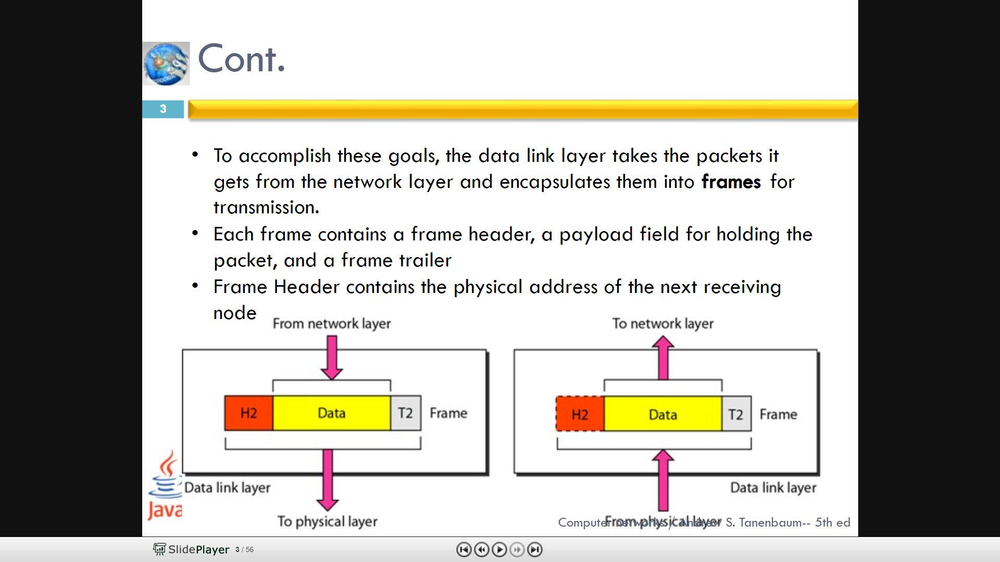 Cont.
3
• To accomplish these goals, the data link layer takes the packets it
gets from the network layer and encapsulates them into frames for
transmission.
• Each frame contains a frame header, a payload field for holding the
packet, and a frame trailer
• Frame Header contains the physical address of the next receiving
node
From network layer
To network layer
H2 Data T2 Frame
H2 Data T2 Frame
Data link layer
Data link layer
Java
To physical layer
From physical layer
Computer networks / Andrew S. Tanenbaum-- 5th ed
SlidePlayer 3 / 56